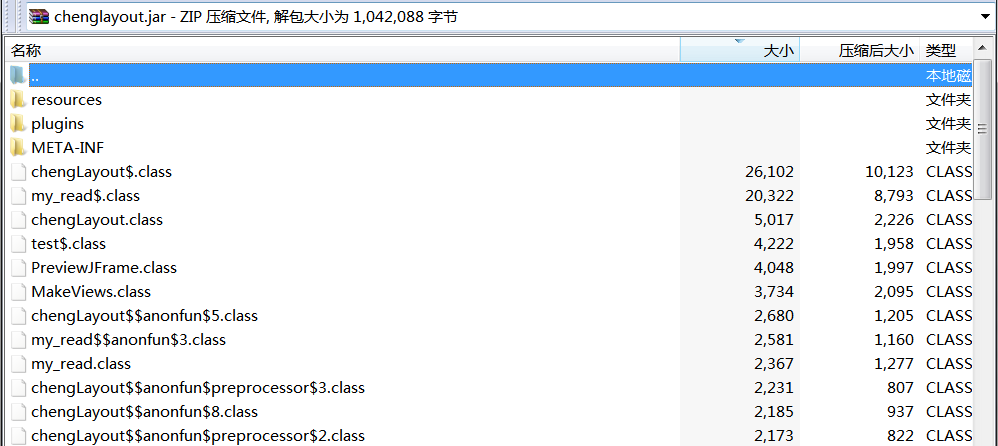 chenglayout.jar - ZIP 压缩文件, 解包大小为 1,042,088 字节
名称 大小 压缩后大小 类型
.. 本地磁
resources 文件夹
plugins 文件夹
META-INF 文件夹
chengLayout$.class 26,102 10,123 CLASS
my_read$.class 20,322 8,793 CLASS
chengLayout.class 5,017 2,226 CLASS
test$.class 4,222 1,958 CLASS
PreviewJFrame.class 4,048 1,997 CLASS
MakeViews.class 3,734 2,095 CLASS
chengLayout$$anonfun$5.class 2,680 1,205 CLASS
my_read$$anonfun$3.class 2,581 1,160 CLASS
my_read.class 2,367 1,277 CLASS
chengLayout$$anonfun$preprocessor$3.class 2,231 807 CLASS
chengLayout$$anonfun$8.class 2,185 937 CLASS
chengLayout$$anonfun$preprocessor$2.class 2,173 822 CLASS